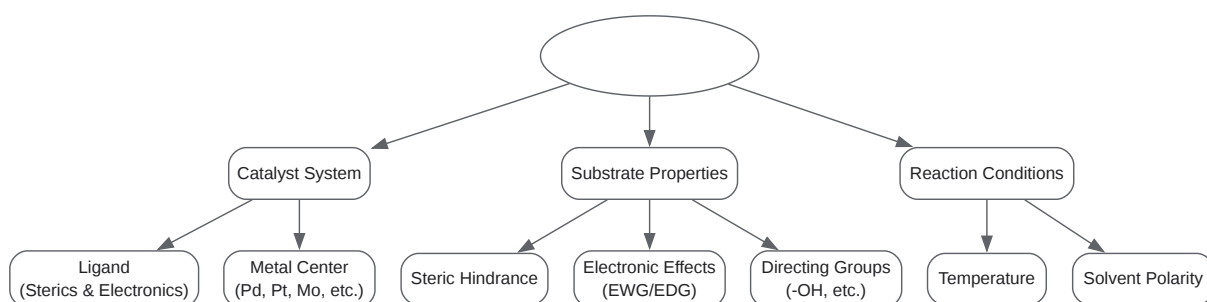 Catalyst System
Substrate Properties
Reaction Conditions
Ligand
(Sterics & Electronics)
Metal Center
(Pd, Pt, Mo, etc.)
Steric Hindrance
Electronic Effects
(EWG/EDG)
Directing Groups
(-OH, etc.)
Temperature
Solvent Polarity